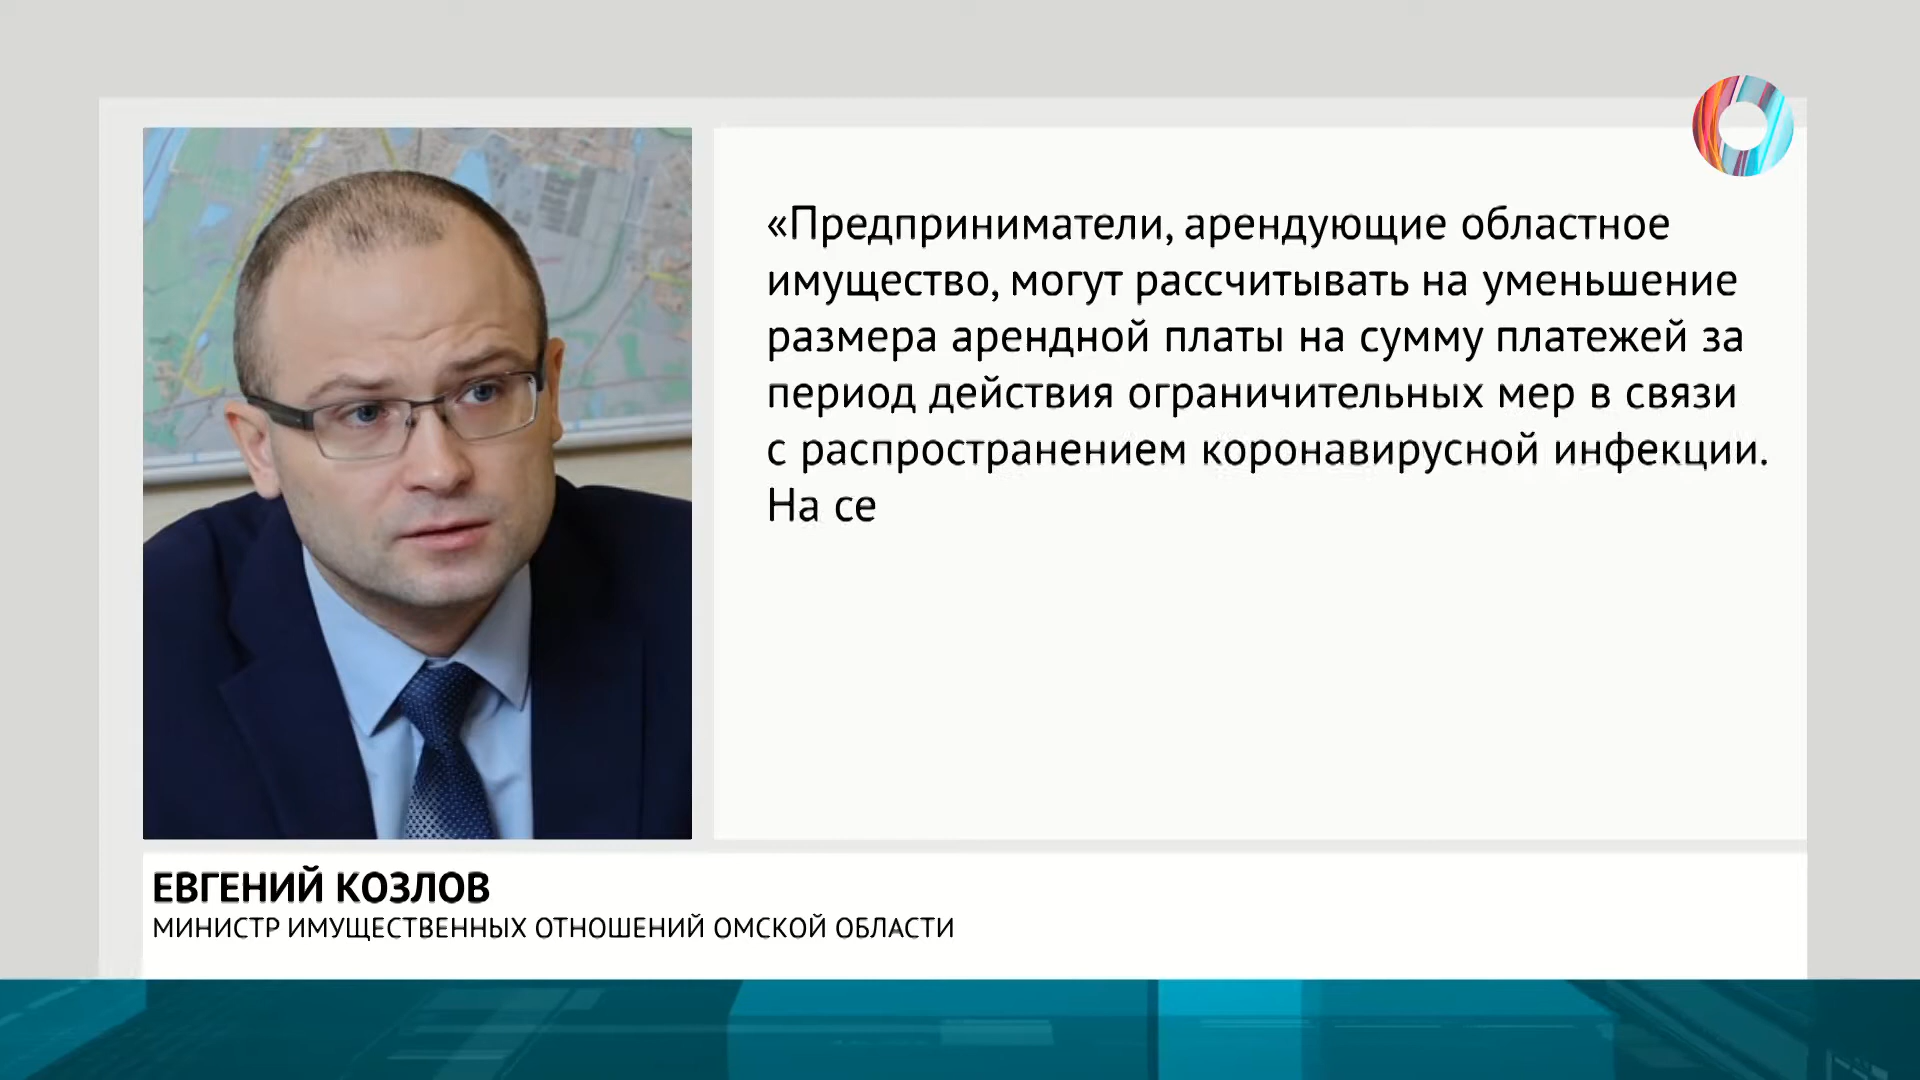 «Предприниматели, арендующие областное
имущество, могут рассчитывать на уменьшение
размера арендной платы на сумму платежей за
период действия ограничительных мер в связи
с распространением коронавирусной инфекции.
На се
ЕВГЕНИЙ КОЗЛОВ
МИНИСТР ИМУЩЕСТВЕННЫХ ОТНОШЕНИЙ ОМСКОЙ ОБЛАСТИ